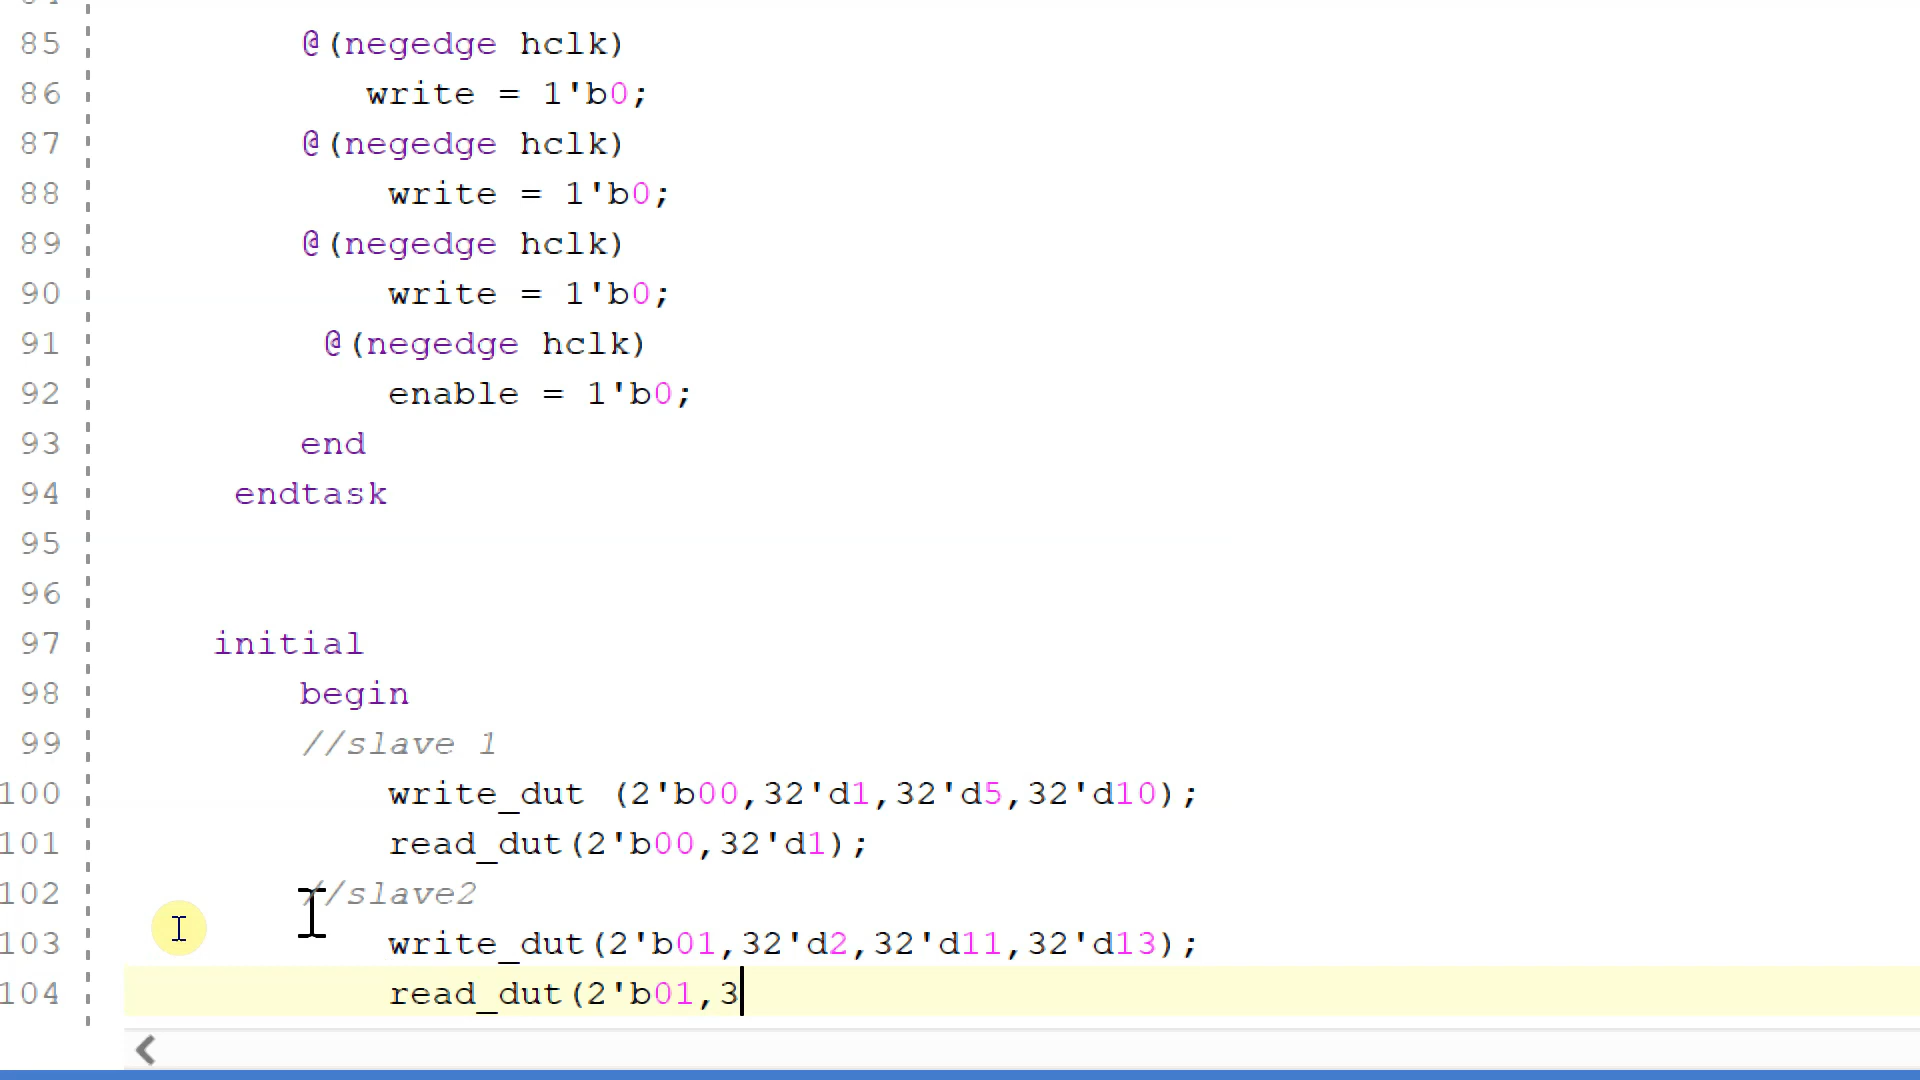 85 @(negedge hclk)
86 write = 1'b0;
87 @(negedge hclk)
88 write = 1'b0;
89 @(negedge hclk)
90 write = 1'b0;
91 @(negedge hclk)
92 enable = 1'b0;
93 end
94 endtask
95
96
97 initial
98 begin
99 //slave 1
100 write_dut (2'b00,32'd1,32'd5,32'd10);
101 read_dut(2'b00,32'd1);
102 //slave2
103 write_dut(2'b01,32'd2,32'd11,32'd13);
104 read_dut(2'b01,3